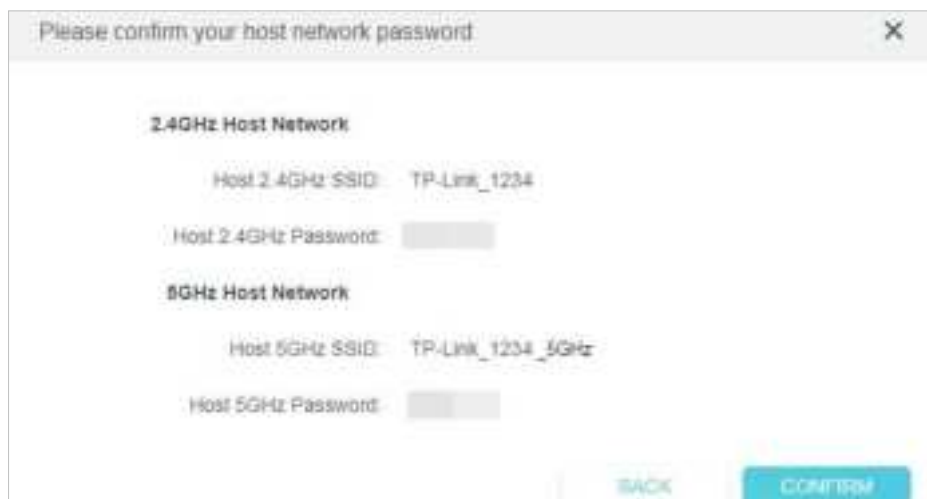 Please confirm your host network password
2.4GHz Host Network
Host 2.4GHz SSID: TP-Link_1234
Host 2.4GHz Password:
5GHz Host Network
Host 5GHz SSID: TP-Link_1234_5GHz
Host 5GHz Password:
BACK CONFIRM